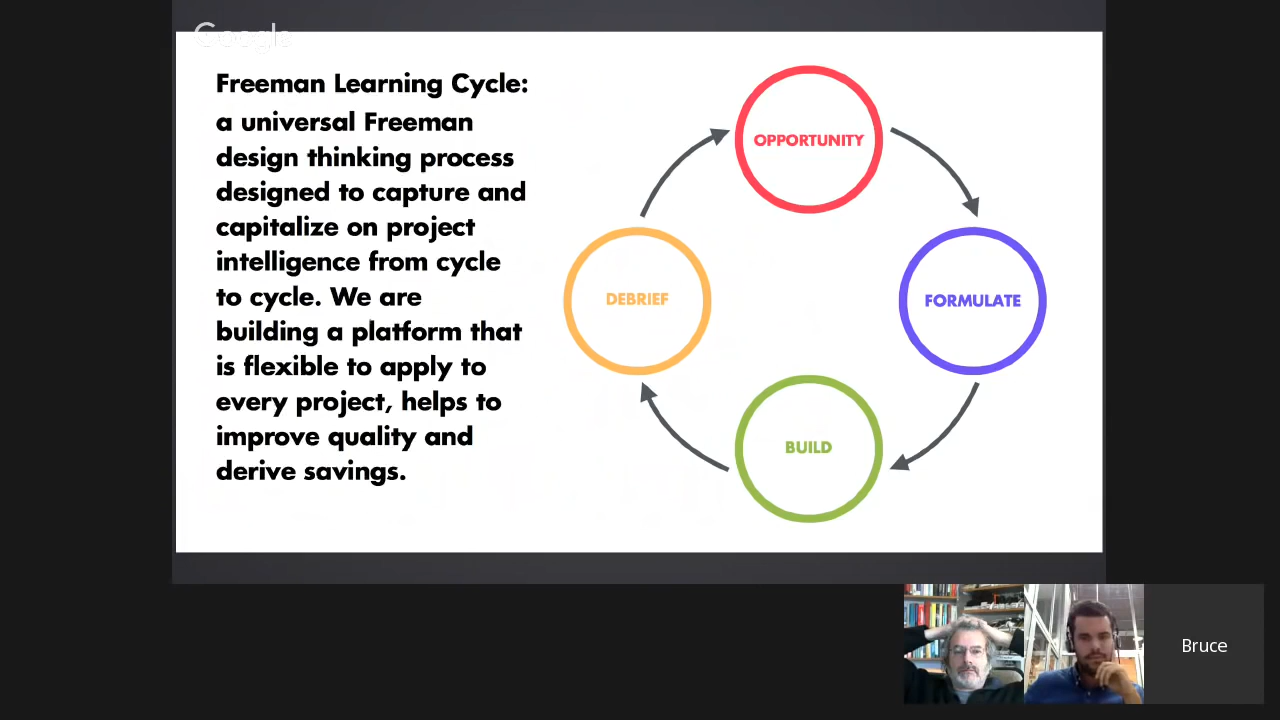 Google
Freeman Learning Cycle:
a universal Freeman
design thinking process
designed to capture and
capitalize on project
intelligence from cycle
to cycle. We are
building a platform that
is flexible to apply to
every project, helps to
improve quality and
derive savings.
OPPORTUNITY
DEBRIEF
FORMULATE
BUILD
Bruce